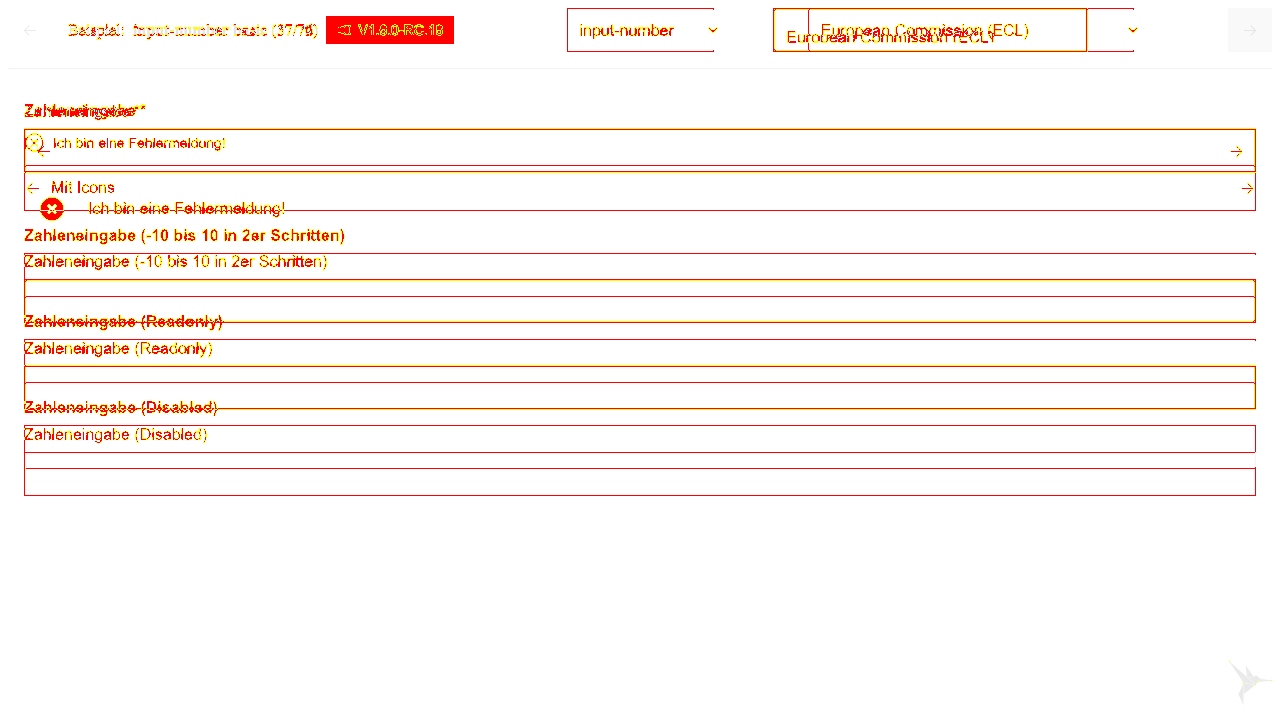 Beispiel: input-number basic V1.6.0-RC.19 input-number European Commission (ECL)
European Commission (ECL)
Zahleneingabe*
Ich bin eine Fehlermeldung!
Mit Icons
Ich bin eine Fehlermeldung!
Zahleneingabe (-10 bis 10 in 2er Schritten)
Zahleneingabe (-10 bis 10 in 2er Schritten)
Zahleneingabe (Readonly)
Zahleneingabe (Readonly)
Zahleneingabe (Disabled)
Zahleneingabe (Disabled)